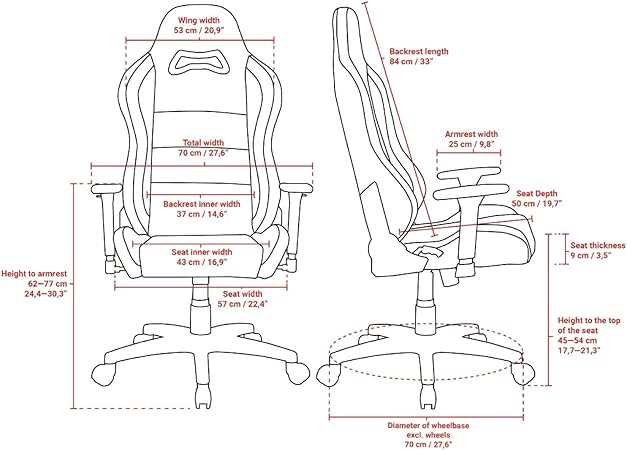 Wing width
53 cm / 20,9"
Total width
70 cm / 27,6"
Backrest inner width
37 cm / 14,6"
Seat inner width
43 cm / 16,9"
Seat width
57 cm / 22,4"
Height to armrest
62–77 cm
24,4–30,3"
Backrest length
84 cm / 33"
Armrest width
25 cm / 9,8"
Seat Depth
50 cm / 19,7"
Seat thickness
9 cm / 3,5"
Height to the top
of the seat
45–54 cm
17,7–21,3"
Diameter of wheelbase
excl. wheels
70 cm / 27,6"